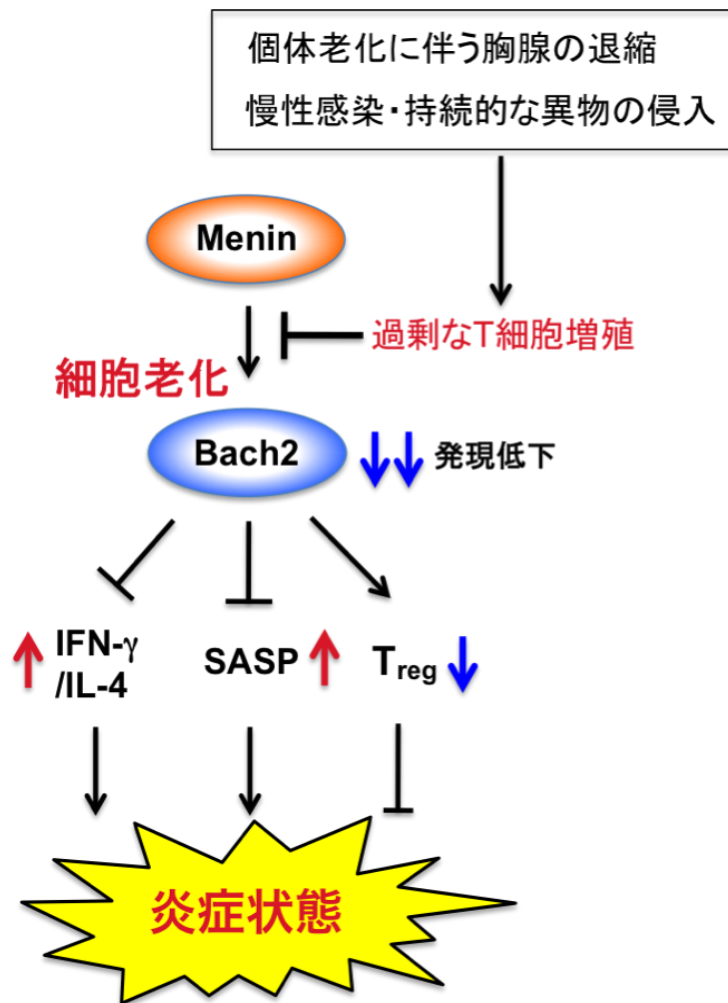 個体老化に伴う胸腺の退縮
慢性感染・持続的な異物の侵入
Menin
過剰なT細胞増殖
細胞老化
Bach2
発現低下
IFN-γ
/IL-4
SASP
Treg
炎症状態